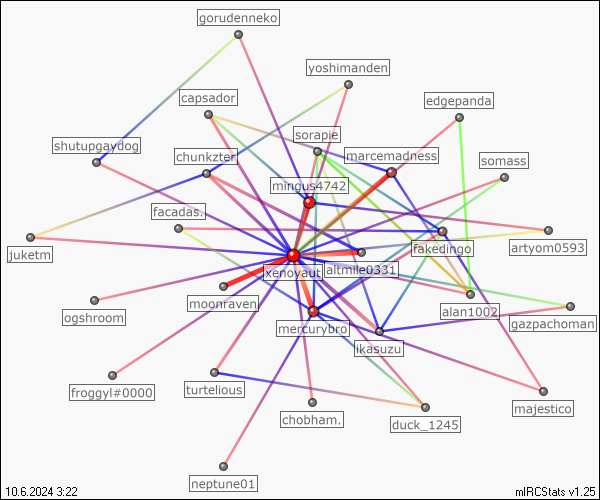 gorudenneko
yoshimanden
capsador
edgepanda
sorapie
shutupgaydog
chunkzter
marcemadness
somass
mingus4742
facadas.
juketm
fakedingo
artyom0593
xenoyaut
altmile0331
moonraven
ogshroom
alan1002
gazpachoman
mercurybro
ikasuzu
froggyl#0000
turtelious
majestico
chobham.
duck_1245
neptune01
10.6.2024 3:22
mIRCStats v1.25